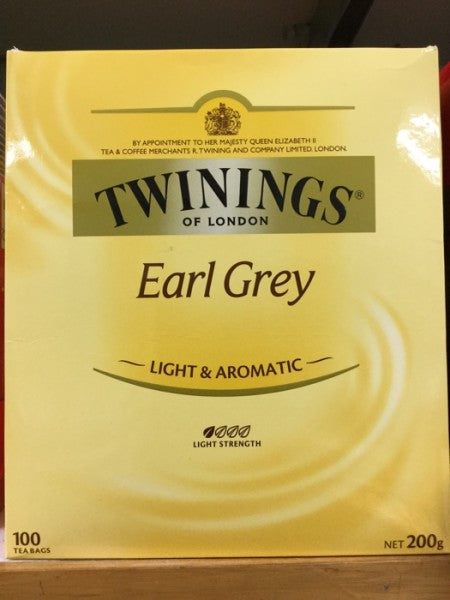 BY APPOINTMENT TO HER MAJESTY QUEEN ELIZABETH II
TEA & COFFEE MERCHANTS R. TWINING AND COMPANY LIMITED, LONDON.
TWININGS®
OF LONDON
Earl Grey
LIGHT & AROMATIC
LIGHT STRENGTH
100
TEA BAGS
NET 200g